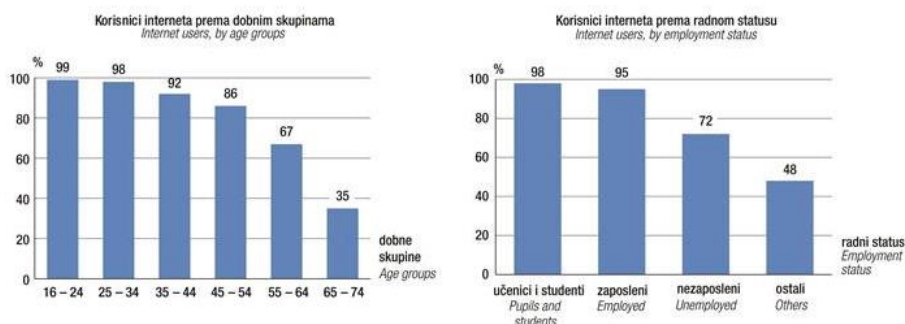 Korisnici interneta prema dobnim skupinama
Internet users, by age groups
%
99
98
92
86
67
35
100
80
60
40
20
0
16 – 24
25 – 34
35 – 44
45 – 54
55 – 64
65 – 74
dobne
skupine
Age groups
Korisnici interneta prema radnom statusu
Internet users, by employment status
%
98
95
72
48
100
80
60
40
20
0
učenici i studenti
Pupils and
students
zaposleni
Employed
nezaposleni
Unemployed
ostali
Others
radni status
Employment
status